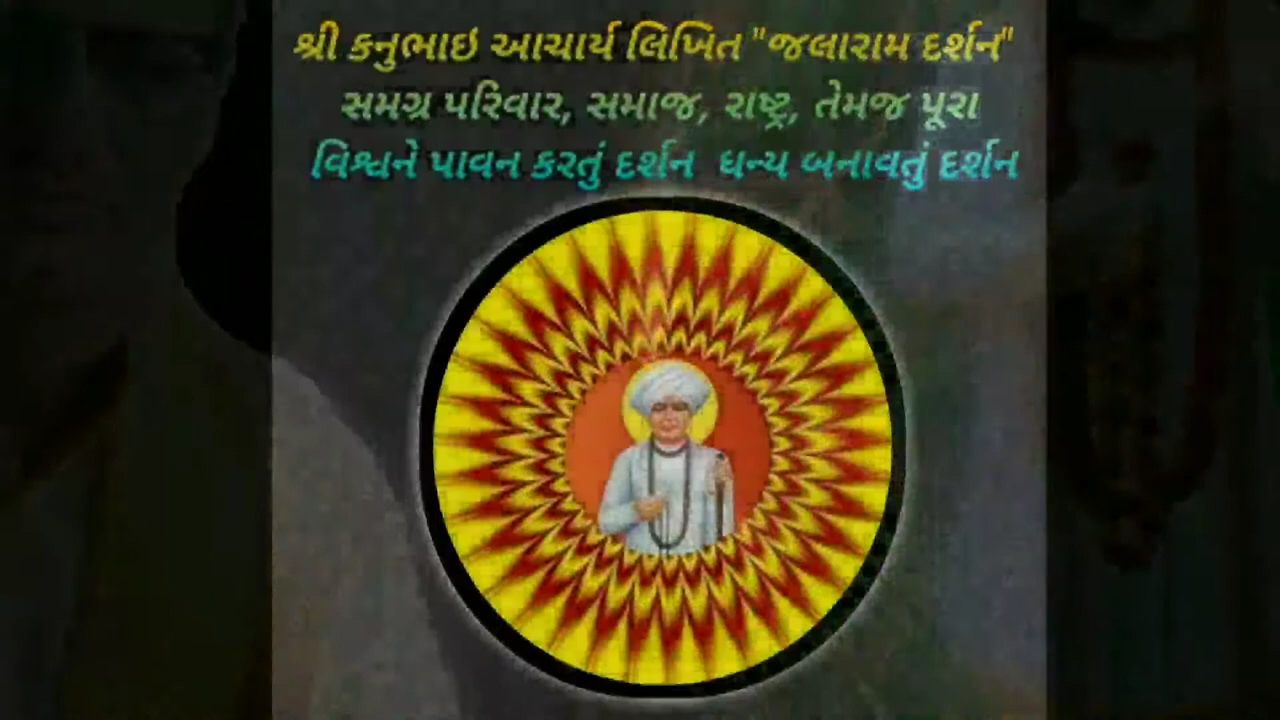 શ્રી કનુભાઇ આચાર્ય લિખિત "જલારામ દર્શન"
સમગ્ર પરિવાર, સમાજ, રાષ્ટ્ર, તેમજ પૂરા
વિશ્વને પાવન કરતું દર્શન ધન્ય બનાવતું દર્શન